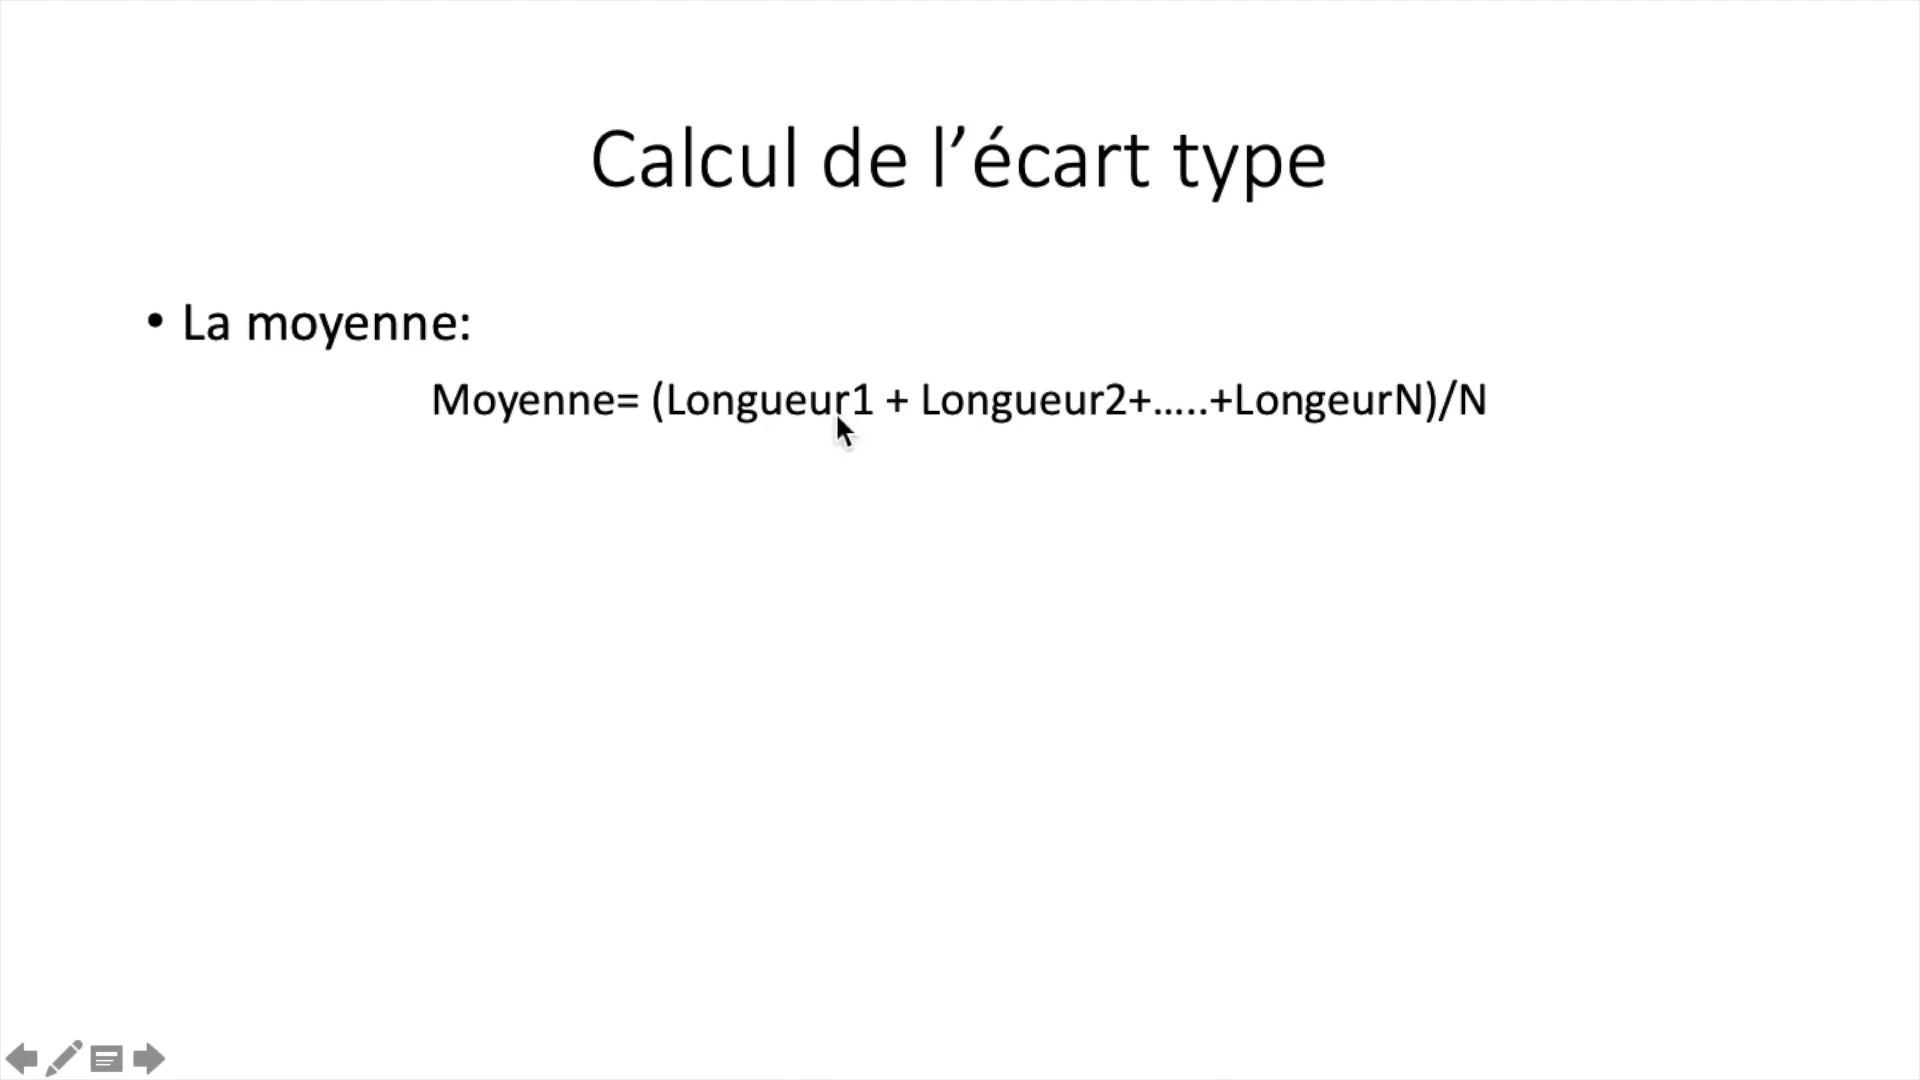 Calcul de l’écart type
• La moyenne:
Moyenne= (Longueur1 + Longueur2+…..+LongeurN)/N